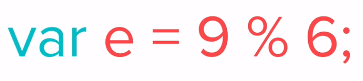 var e = 9 % 6;